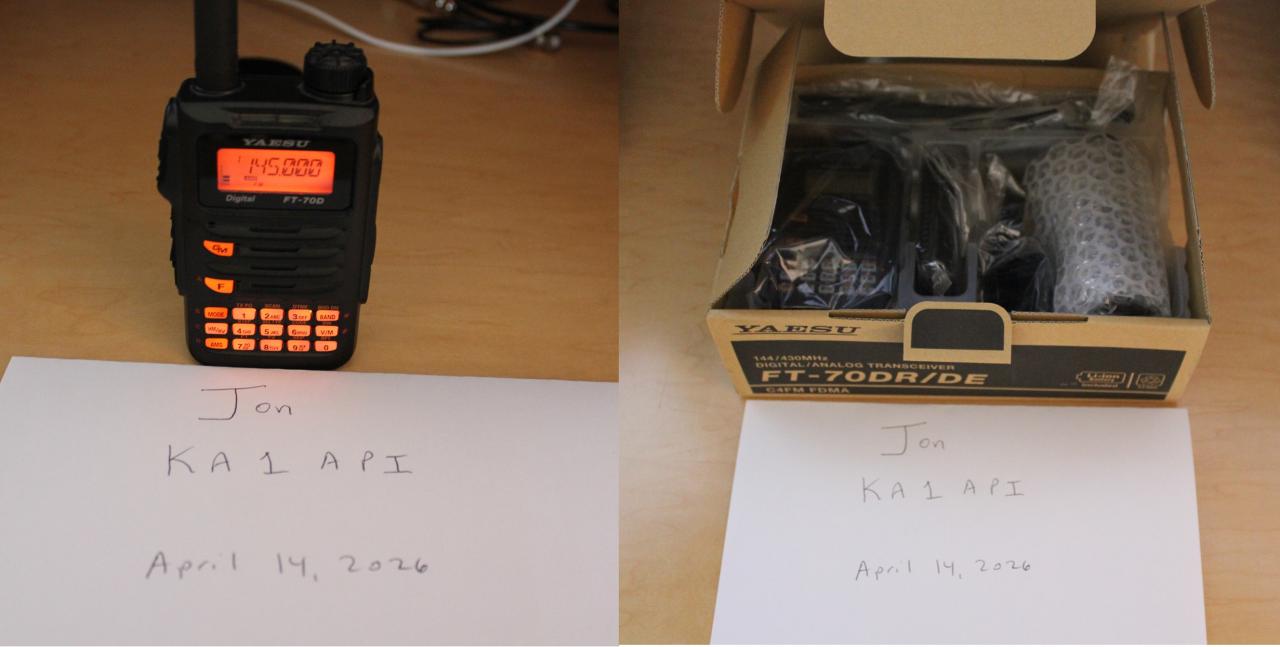 YAESU
145.000
Digital FT-70D
F
MODE 1 2ABC 3DEF BAND
4GHI 5JKL 6MNO V/M
AMS 7 8 9 0
Jon
KA1API
April 14, 2026
YAESU
144/430MHz
DIGITAL/ANALOG TRANSCEIVER
FT-70DR/DE
C4FM FDMA
Li-ion
Jon
KA1API
April 14, 2026